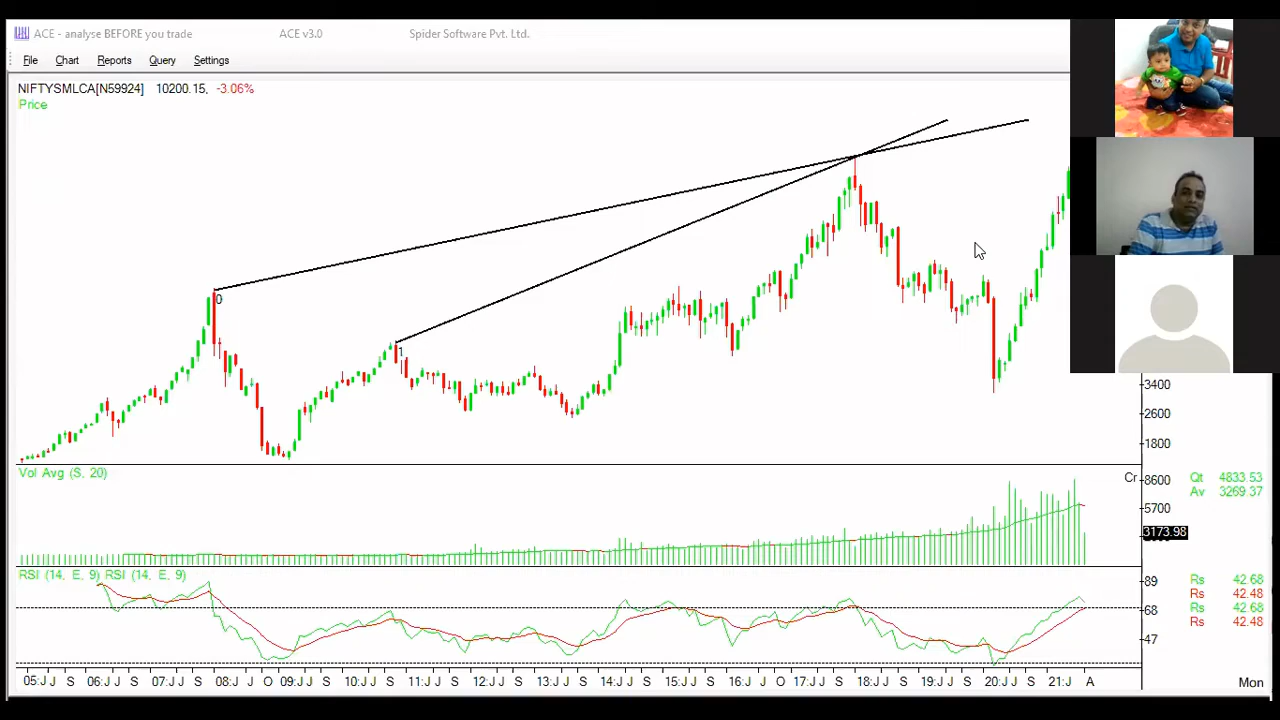 ACE - analyse BEFORE you trade ACE v3.0 Spider Software Pvt. Ltd.
File Chart Reports Query Settings
NIFTYSMLCA[N59924] 10200.15, -3.06%
Price
0
1
3400
2600
1800
Vol Avg (S, 20)
Cr 8600 Qt 4833.53
Av 3269.37
5700
3173.98
RSI (14, E, 9) RSI (14, E, 9)
89 Rs 42.68
Rs 42.48
68 Rs 42.68
Rs 42.48
47
05:J J S 06:J J S 07:J J S 08:J J O 09:J J S 10:J J S 11:J J S 12:J J S 13:J J S 14:J J S 15:J J S 16:J J O 17:J J S 18:J J S 19:J J S 20:J J S 21:J A
Mon